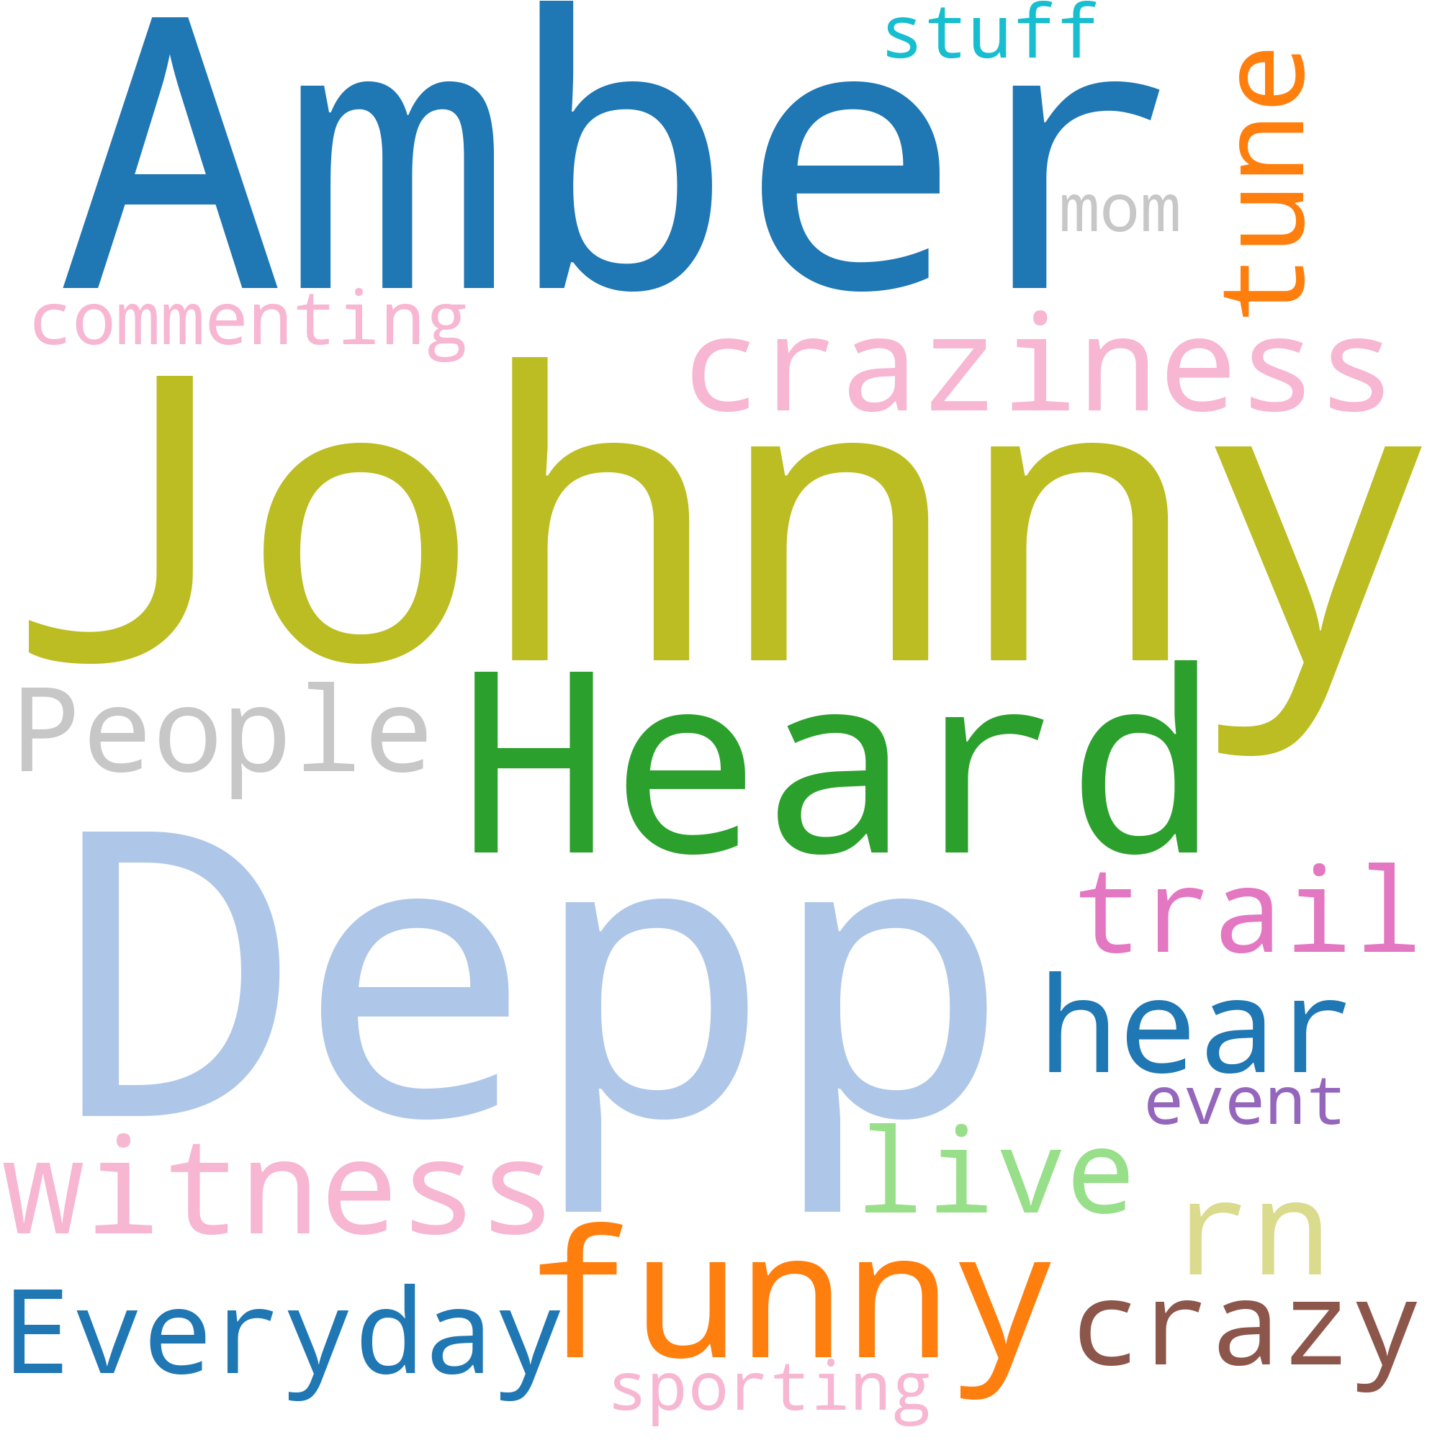 stuff
Amber
tune
mom
commenting
craziness
Johnny
People
Heard
Depp
trail
hear
event
witness
live
rn
funny
Everyday
crazy
sporting